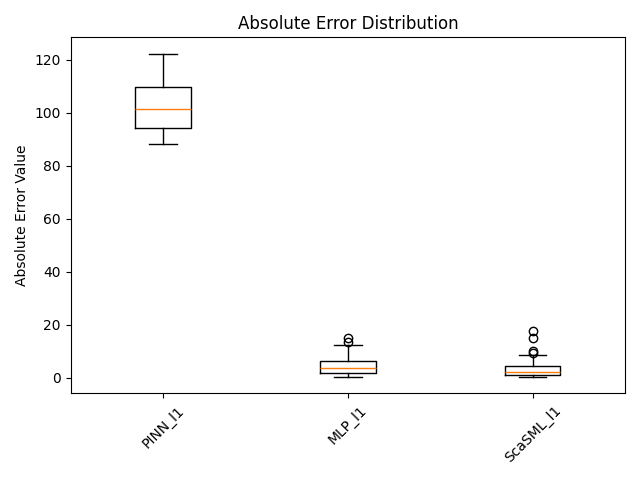 Absolute Error Distribution
120
100
80
60
40
20
0
Absolute Error Value
PINN_l1
MLP_l1
ScaSML_l1